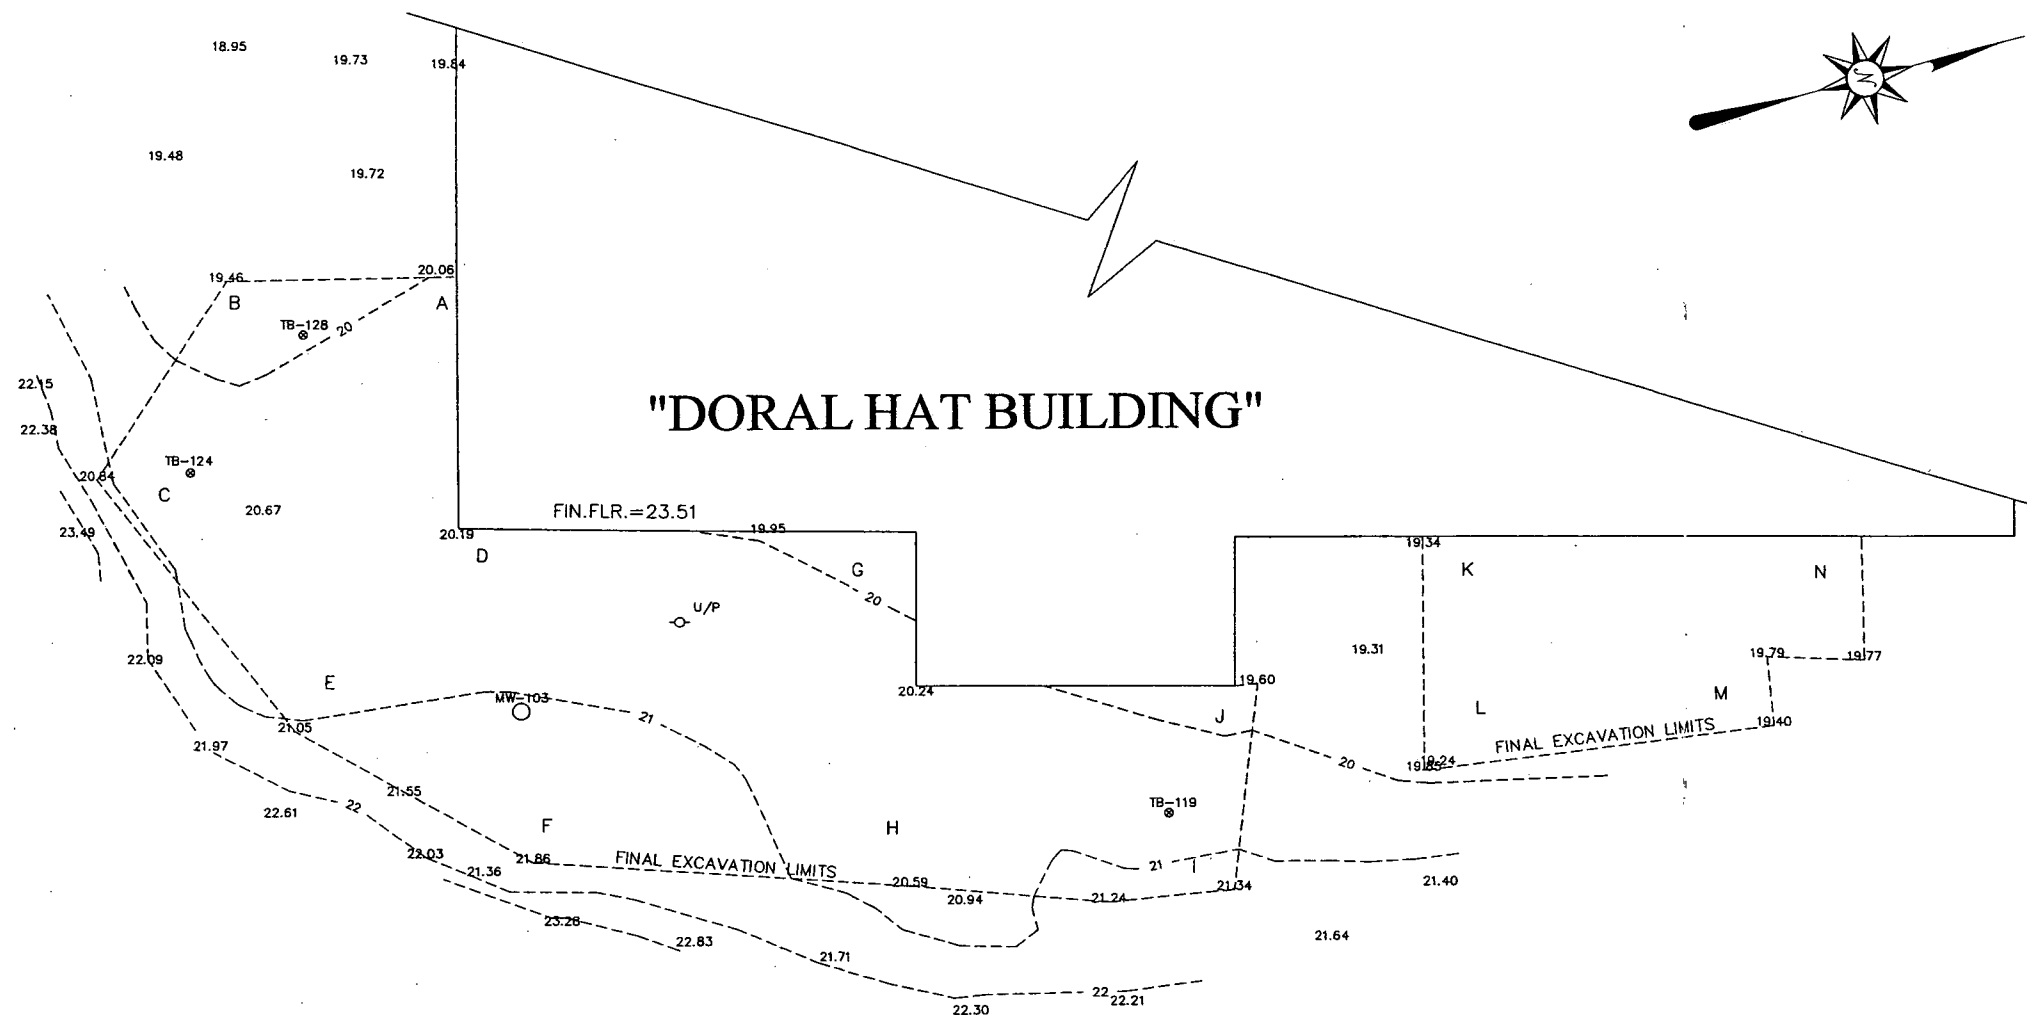 18.95
19.73
19.84
N
19.48
19.72
19.46
20.06
B
A
TB-128
20
22.15
22.38
"DORAL HAT BUILDING"
TB-124
20.84
C
20.67
FIN.FLR.=23.51
23.49
20.19
19.95
19.34
D
G
K
N
20
U/P
19.31
22.09
19.79
19.77
E
20.24
19.60
MW-103
M
L
21
J
21.05
19.40
21.97
FINAL EXCAVATION LIMITS
20
19.24
19.85
21.55
22
22.61
TB-119
F
H
22.03
21.86
FINAL EXCAVATION LIMITS
21
I
21.36
20.59
21.34
21.40
20.94
21.24
23.28
22.83
21.64
21.71
22
22.21
22.30